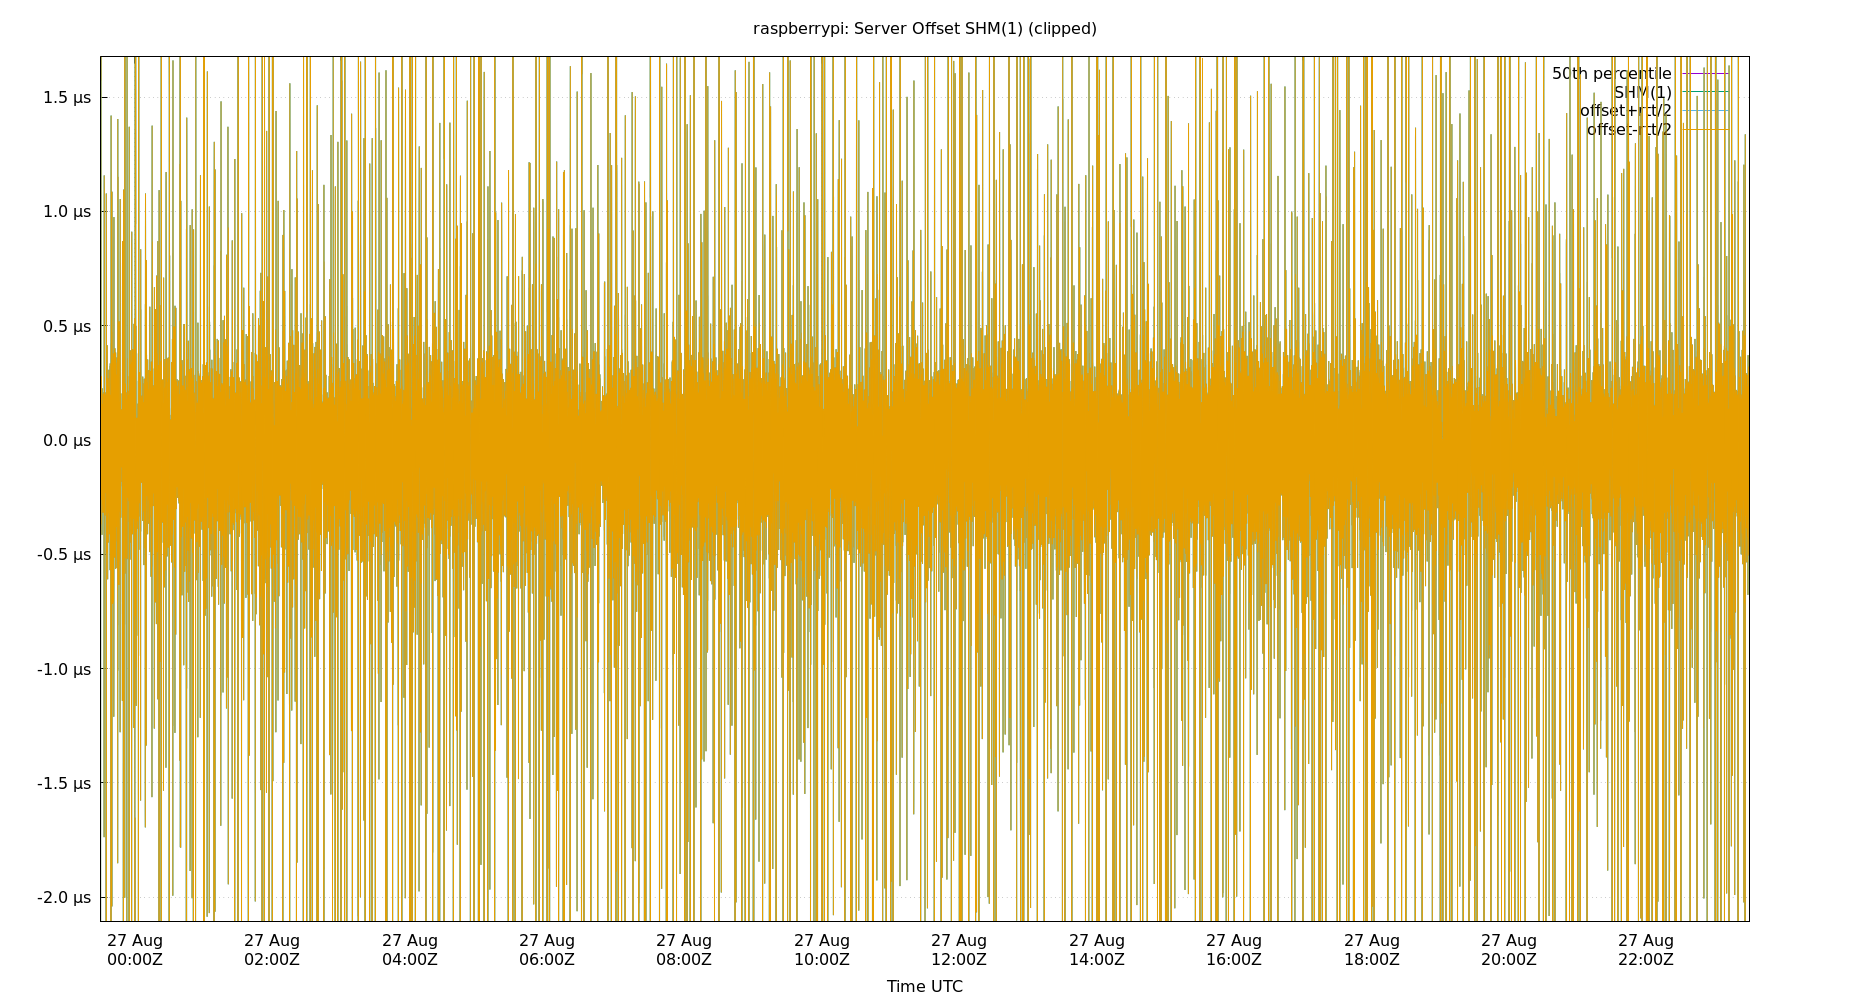 raspberrypi: Server Offset SHM(1) (clipped)
50th percentile
SHM(1)
offset+rtt/2
offset-rtt/2
1.5 µs
1.0 µs
0.5 µs
0.0 µs
-0.5 µs
-1.0 µs
-1.5 µs
-2.0 µs
27 Aug 27 Aug 27 Aug 27 Aug 27 Aug 27 Aug 27 Aug 27 Aug 27 Aug 27 Aug 27 Aug 27 Aug
00:00Z 02:00Z 04:00Z 06:00Z 08:00Z 10:00Z 12:00Z 14:00Z 16:00Z 18:00Z 20:00Z 22:00Z
Time UTC